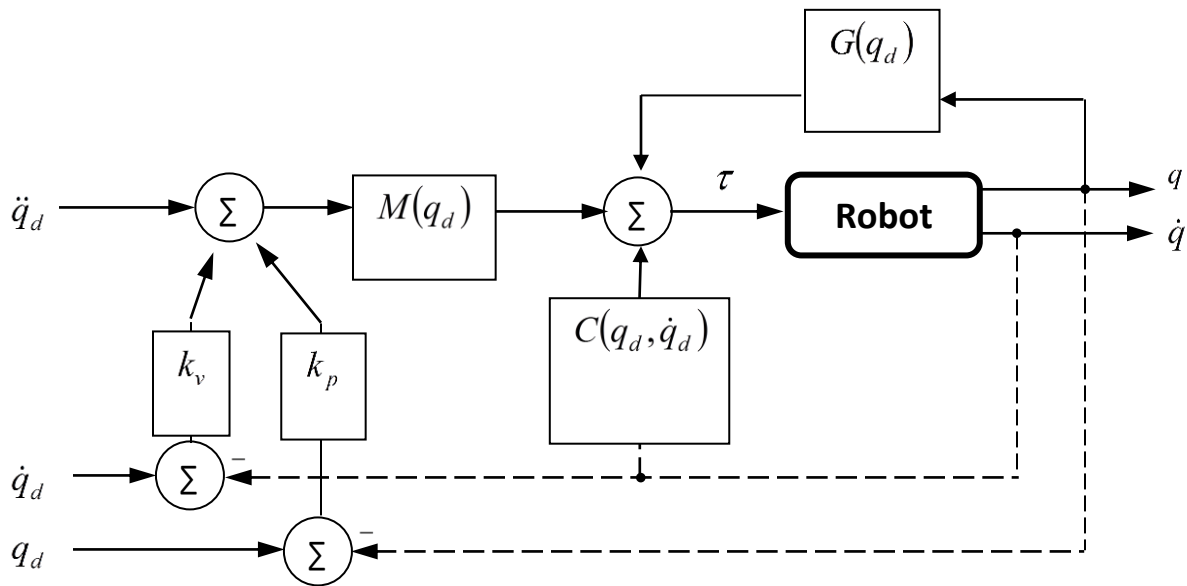 G(q_d)
q̈_d
Σ
M(q_d)
Σ
τ
Robot
q
q̇
C(q_d, q̇_d)
k_v
k_p
q̇_d
Σ
−
q_d
Σ
−